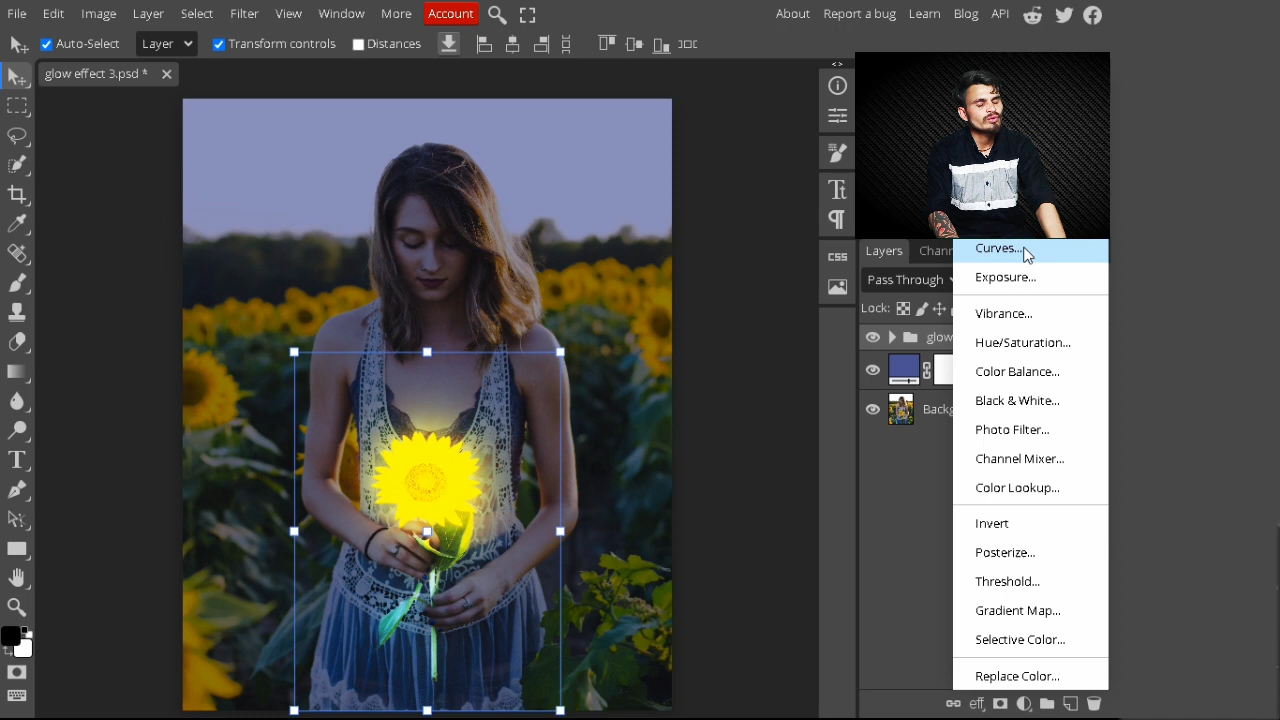 File Edit Image Layer Select Filter View Window More Account About Report a bug Learn Blog API
Auto-Select Layer Transform controls Distances
glow effect 3.psd *
Layers Chann
Pass Through
Lock:
glow
Backg
Curves...
Exposure...
Vibrance...
Hue/Saturation...
Color Balance...
Black & White...
Photo Filter...
Channel Mixer...
Color Lookup...
Invert
Posterize...
Threshold...
Gradient Map...
Selective Color...
Replace Color...
CSS
eff